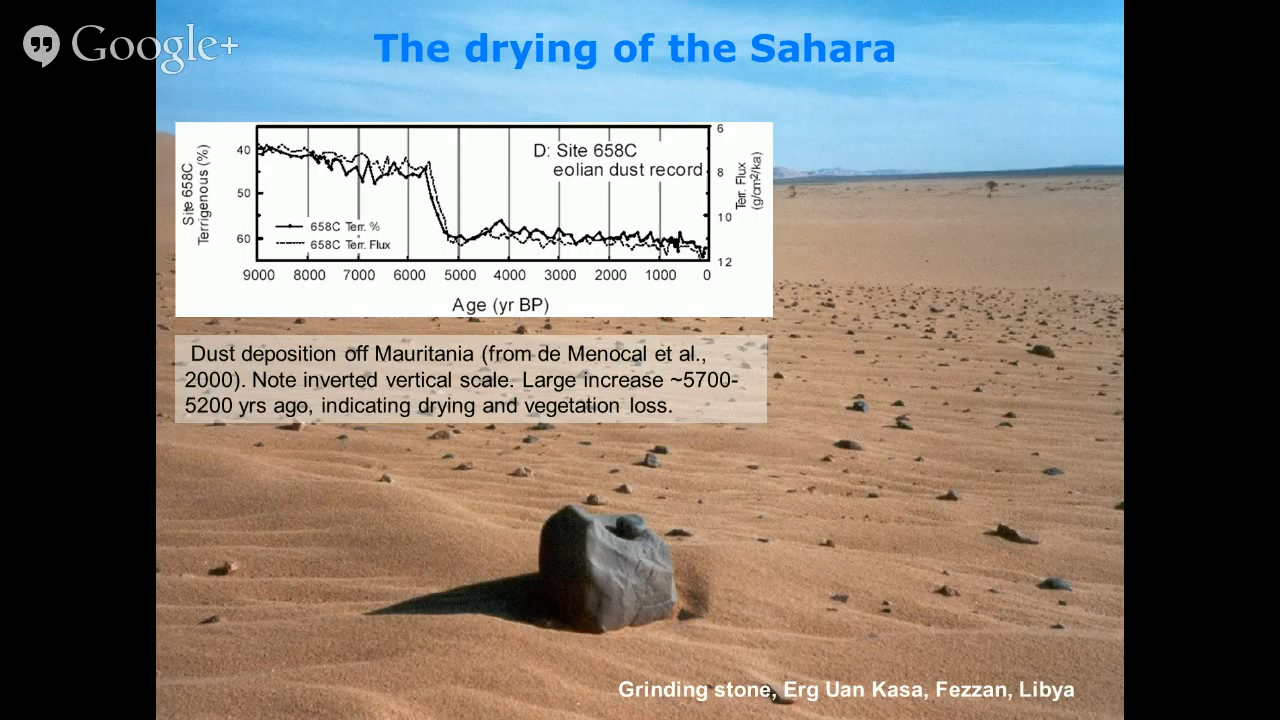 Google+
The drying of the Sahara
D: Site 658C
eolian dust record
Site 658C
Terrigenous (%)
40
50
60
6
8
10
12
Terr. Flux
(g/cm²/ka)
658C Terr. %
658C Terr. Flux
9000 8000 7000 6000 5000 4000 3000 2000 1000 0
Age (yr BP)
Dust deposition off Mauritania (from de Menocal et al.,
2000). Note inverted vertical scale. Large increase ~5700-
5200 yrs ago, indicating drying and vegetation loss.
Grinding stone, Erg Uan Kasa, Fezzan, Libya